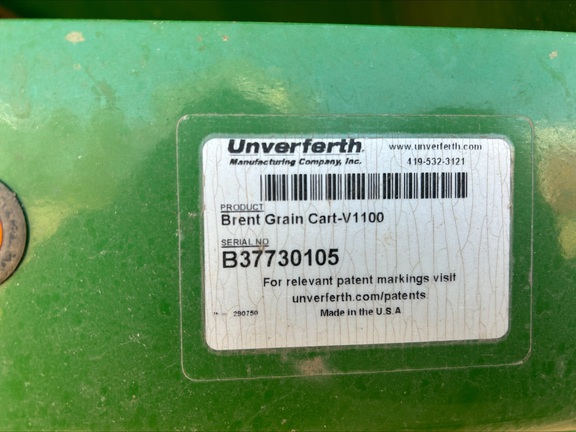 Unverferth www.unverferth.com
Manufacturing Company, Inc. 419-532-3121
PRODUCT
Brent Grain Cart-V1100
SERIAL NO
B37730105
For relevant patent markings visit
unverferth.com/patents
290750 Made in the U.S.A